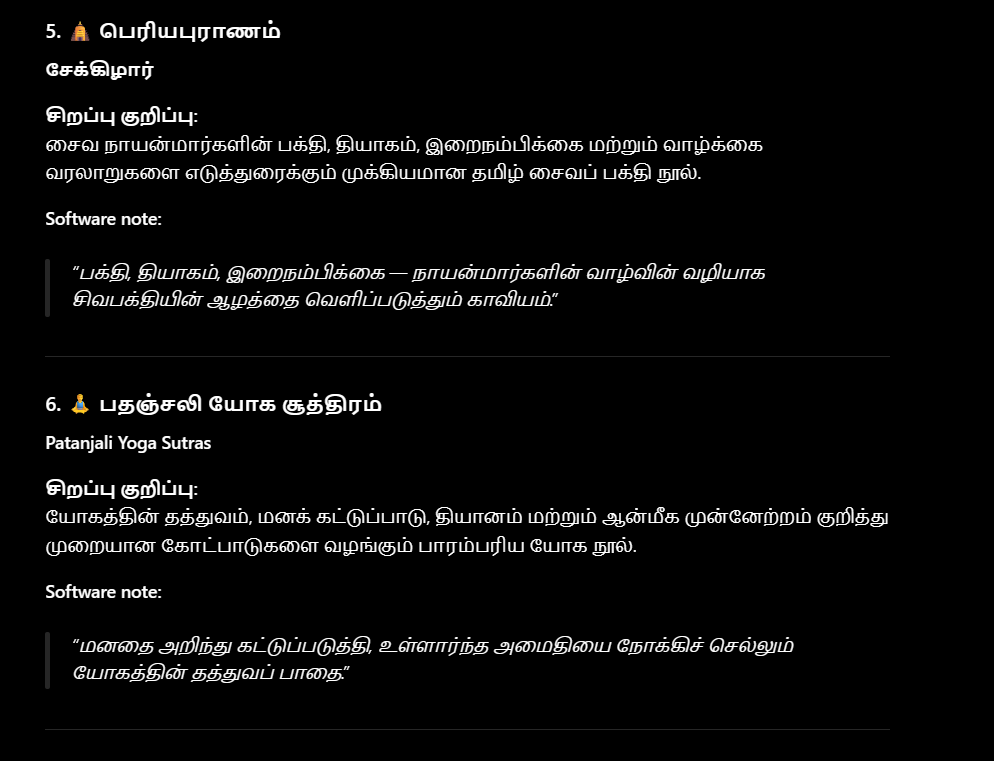 5. 🛕 பெரியபுராணம்
சேக்கிழார்
சிறப்பு குறிப்பு:
சைவ நாயன்மார்களின் பக்தி, தியாகம், இறைநம்பிக்கை மற்றும் வாழ்க்கை
வரலாறுகளை எடுத்துரைக்கும் முக்கியமான தமிழ் சைவப் பக்தி நூல்.
Software note:
“பக்தி, தியாகம், இறைநம்பிக்கை — நாயன்மார்களின் வாழ்வின் வழியாக
சிவபக்தியின் ஆழத்தை வெளிப்படுத்தும் காவியம்.”
6. 🧘 பதஞ்சலி யோக சூத்திரம்
Patanjali Yoga Sutras
சிறப்பு குறிப்பு:
யோகத்தின் தத்துவம், மனக் கட்டுப்பாடு, தியானம் மற்றும் ஆன்மீக முன்னேற்றம் குறித்து
முறையான கோட்பாடுகளை வழங்கும் பாரம்பரிய யோக நூல்.
Software note:
“மனதை அறிந்து கட்டுப்படுத்தி, உள்ளார்ந்த அமைதியை நோக்கிச் செல்லும்
யோகத்தின் தத்துவப் பாதை.”